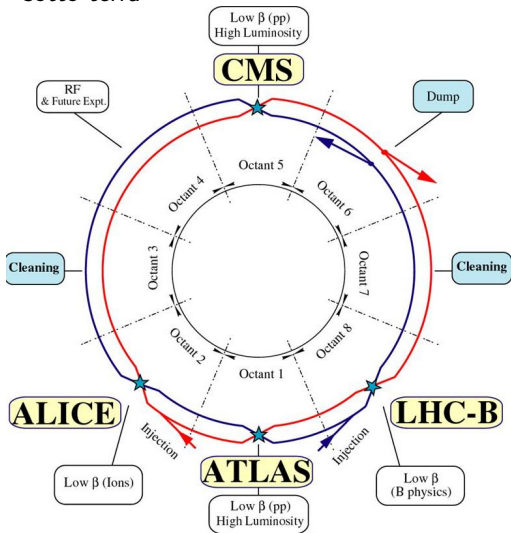 sotto terra
Low β (pp)
High Luminosity
CMS
RF
& Future Expt.
Dump
Octant 5
Octant 4
Octant 6
Octant 3
Octant 7
Cleaning
Cleaning
Octant 2
Octant 8
Octant 1
ALICE
LHC-B
Injection
Injection
ATLAS
Low β (Ions)
Low β
(B physics)
Low β (pp)
High Luminosity